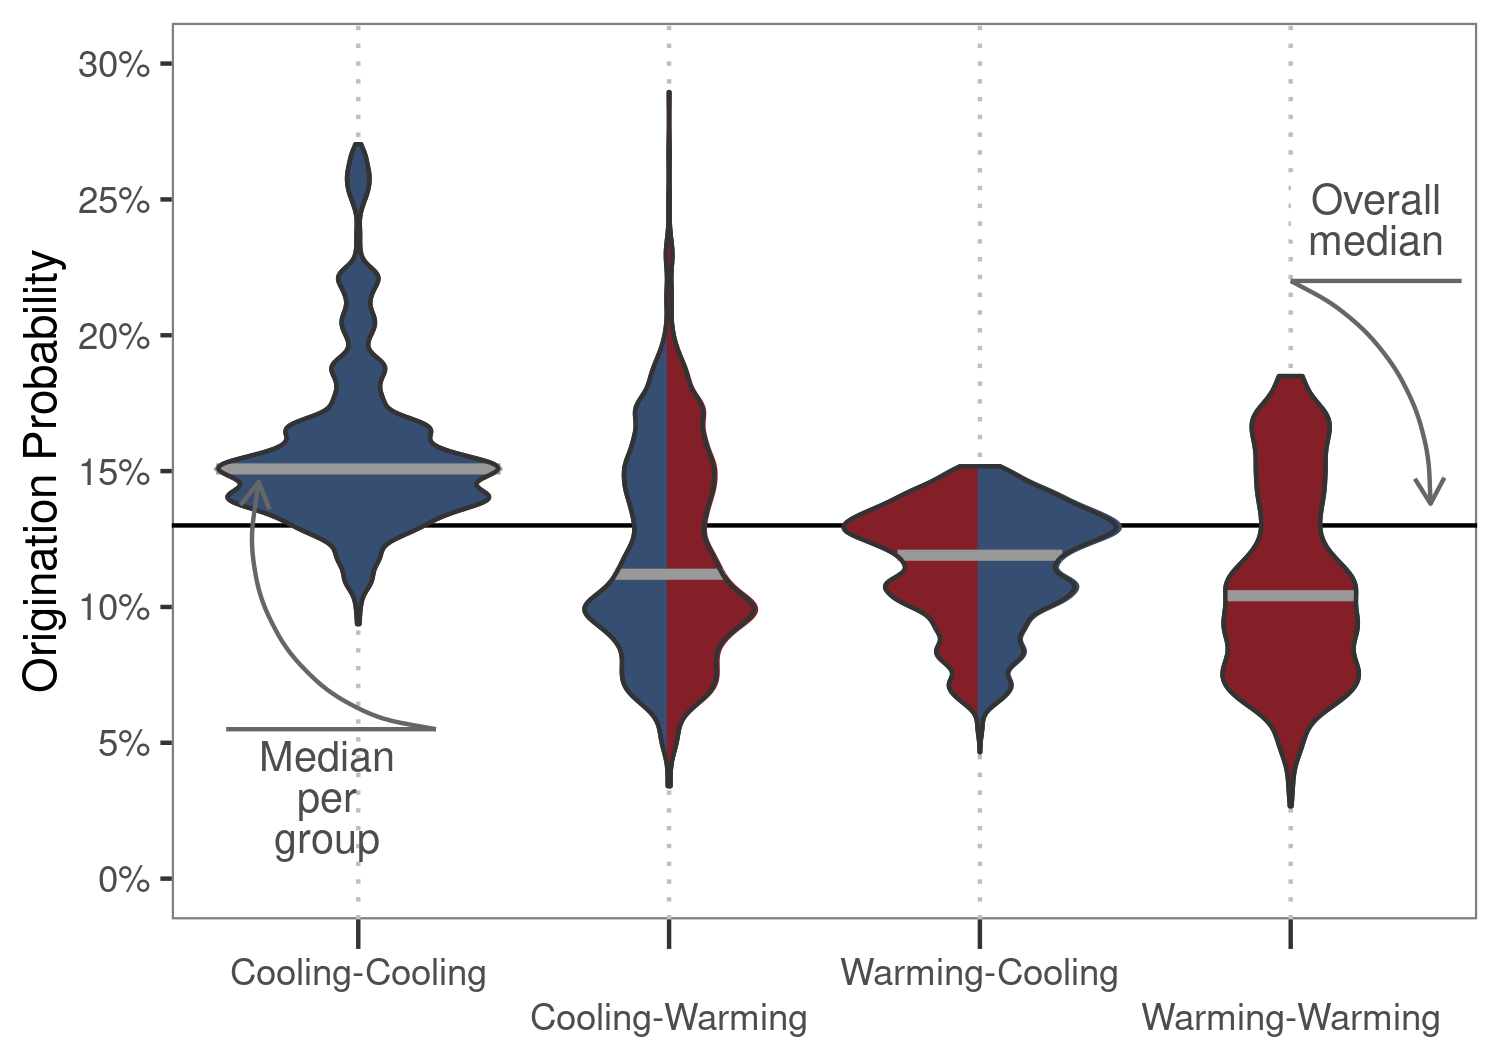 Origination Probability
30%
25%
20%
15%
10%
5%
0%
Overall
median
Median
per
group
Cooling-Cooling
Cooling-Warming
Warming-Cooling
Warming-Warming